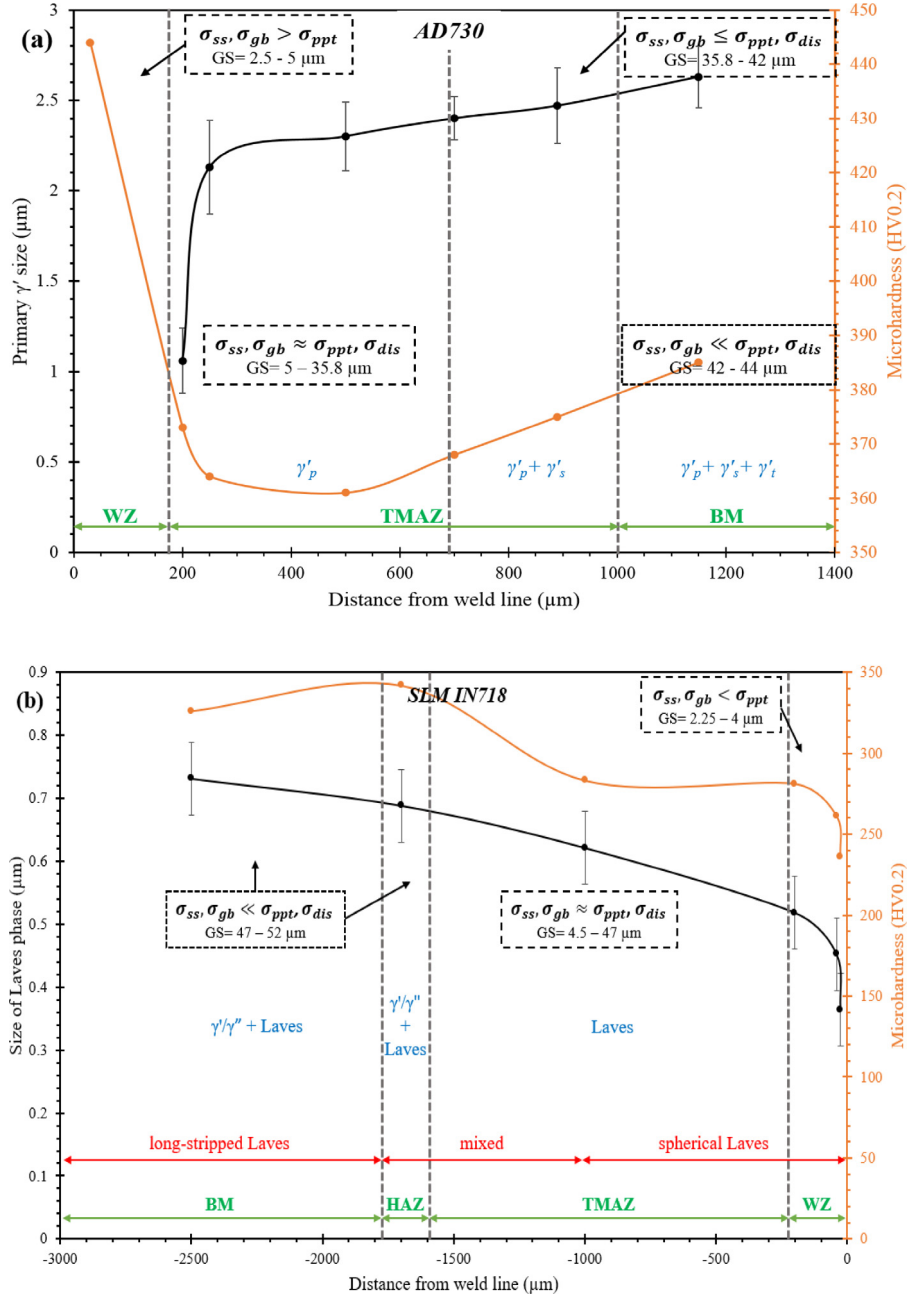 (a)
AD730
σss, σgb > σppt
GS= 2.5 - 5 µm
σss, σgb ≤ σppt, σdis
GS= 35.8 - 42 µm
σss, σgb ≈ σppt, σdis
GS= 5 – 35.8 µm
σss, σgb ≪ σppt, σdis
GS= 42 - 44 µm
γ′p
γ′p + γ′s
γ′p + γ′s + γ′t
WZ
TMAZ
BM
Primary γ′ size (µm)
3
2.5
2
1.5
1
0.5
0
Microhardness (HV0.2)
450
440
430
420
410
400
390
380
370
360
350
0 200 400 600 800 1000 1200 1400
Distance from weld line (µm)
(b)
SLM IN718
σss, σgb < σppt
GS= 2.25 – 4 µm
σss, σgb ≪ σppt, σdis
GS= 47 – 52 µm
σss, σgb ≈ σppt, σdis
GS= 4.5 – 47 µm
γ'/γ" + Laves
γ'/γ"
+
Laves
Laves
long-stripped Laves
mixed
spherical Laves
BM
HAZ
TMAZ
WZ
Size of Laves phase (µm)
0.9
0.8
0.7
0.6
0.5
0.4
0.3
0.2
0.1
0
Microhardness (HV0.2)
350
300
250
200
150
100
50
0
-3000 -2500 -2000 -1500 -1000 -500 0
Distance from weld line (µm)